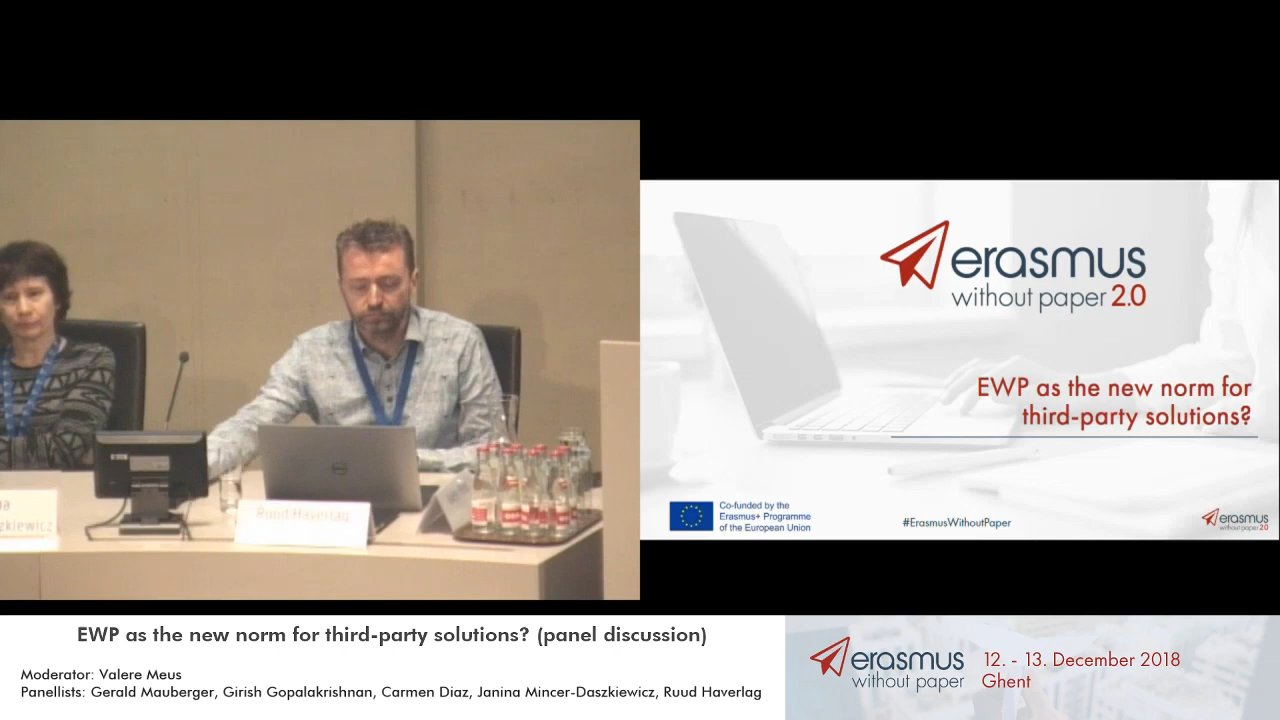 szkiewicz
Ruud Haverlag
DELL
erasmus
without paper 2.0
EWP as the new norm for
third-party solutions?
Co-funded by the
Erasmus+ Programme
of the European Union
#ErasmusWithoutPaper
erasmus
without paper 2.0
EWP as the new norm for third-party solutions? (panel discussion)
Moderator: Valere Meus
Panellists: Gerald Mauberger, Girish Gopalakrishnan, Carmen Diaz, Janina Mincer-Daszkiewicz, Ruud Haverlag
erasmus
without paper
12. - 13. December 2018
Ghent